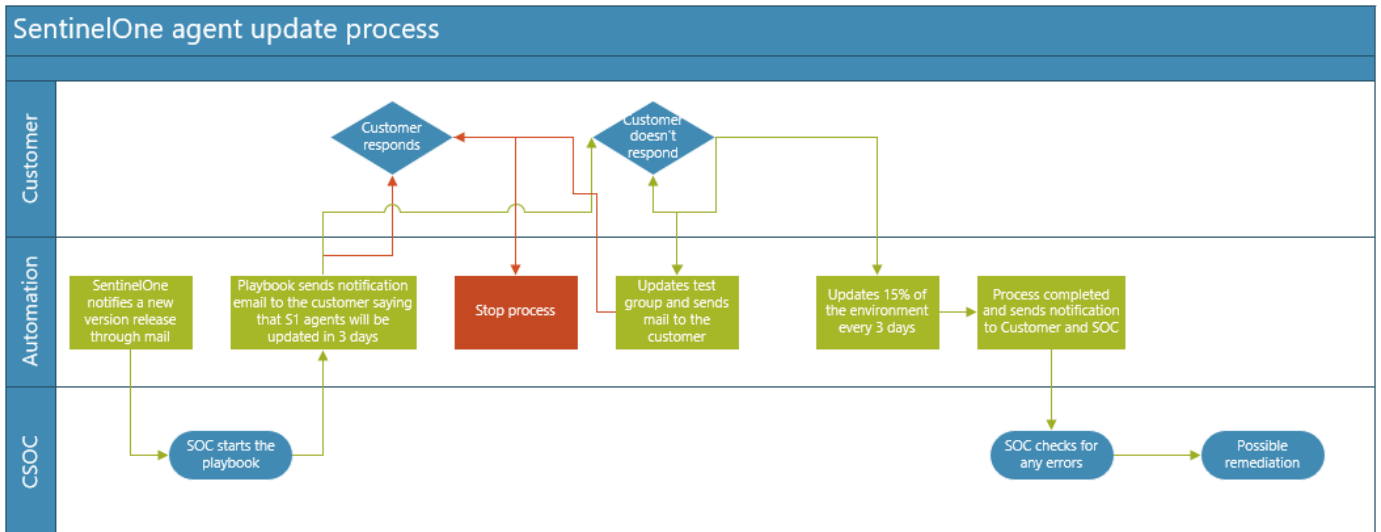 SentinelOne agent update process
Customer
Customer
responds
Customer
doesn't
respond
Automation
SentinelOne
notifies a new
version release
through mail
Playbook sends notification
email to the customer saying
that S1 agents will be
updated in 3 days
Stop process
Updates test
group and sends
mail to the
customer
Updates 15% of
the environment
every 3 days
Process completed
and sends notification
to Customer and SOC
CSOC
SOC starts the
playbook
SOC checks for
any errors
Possible
remediation